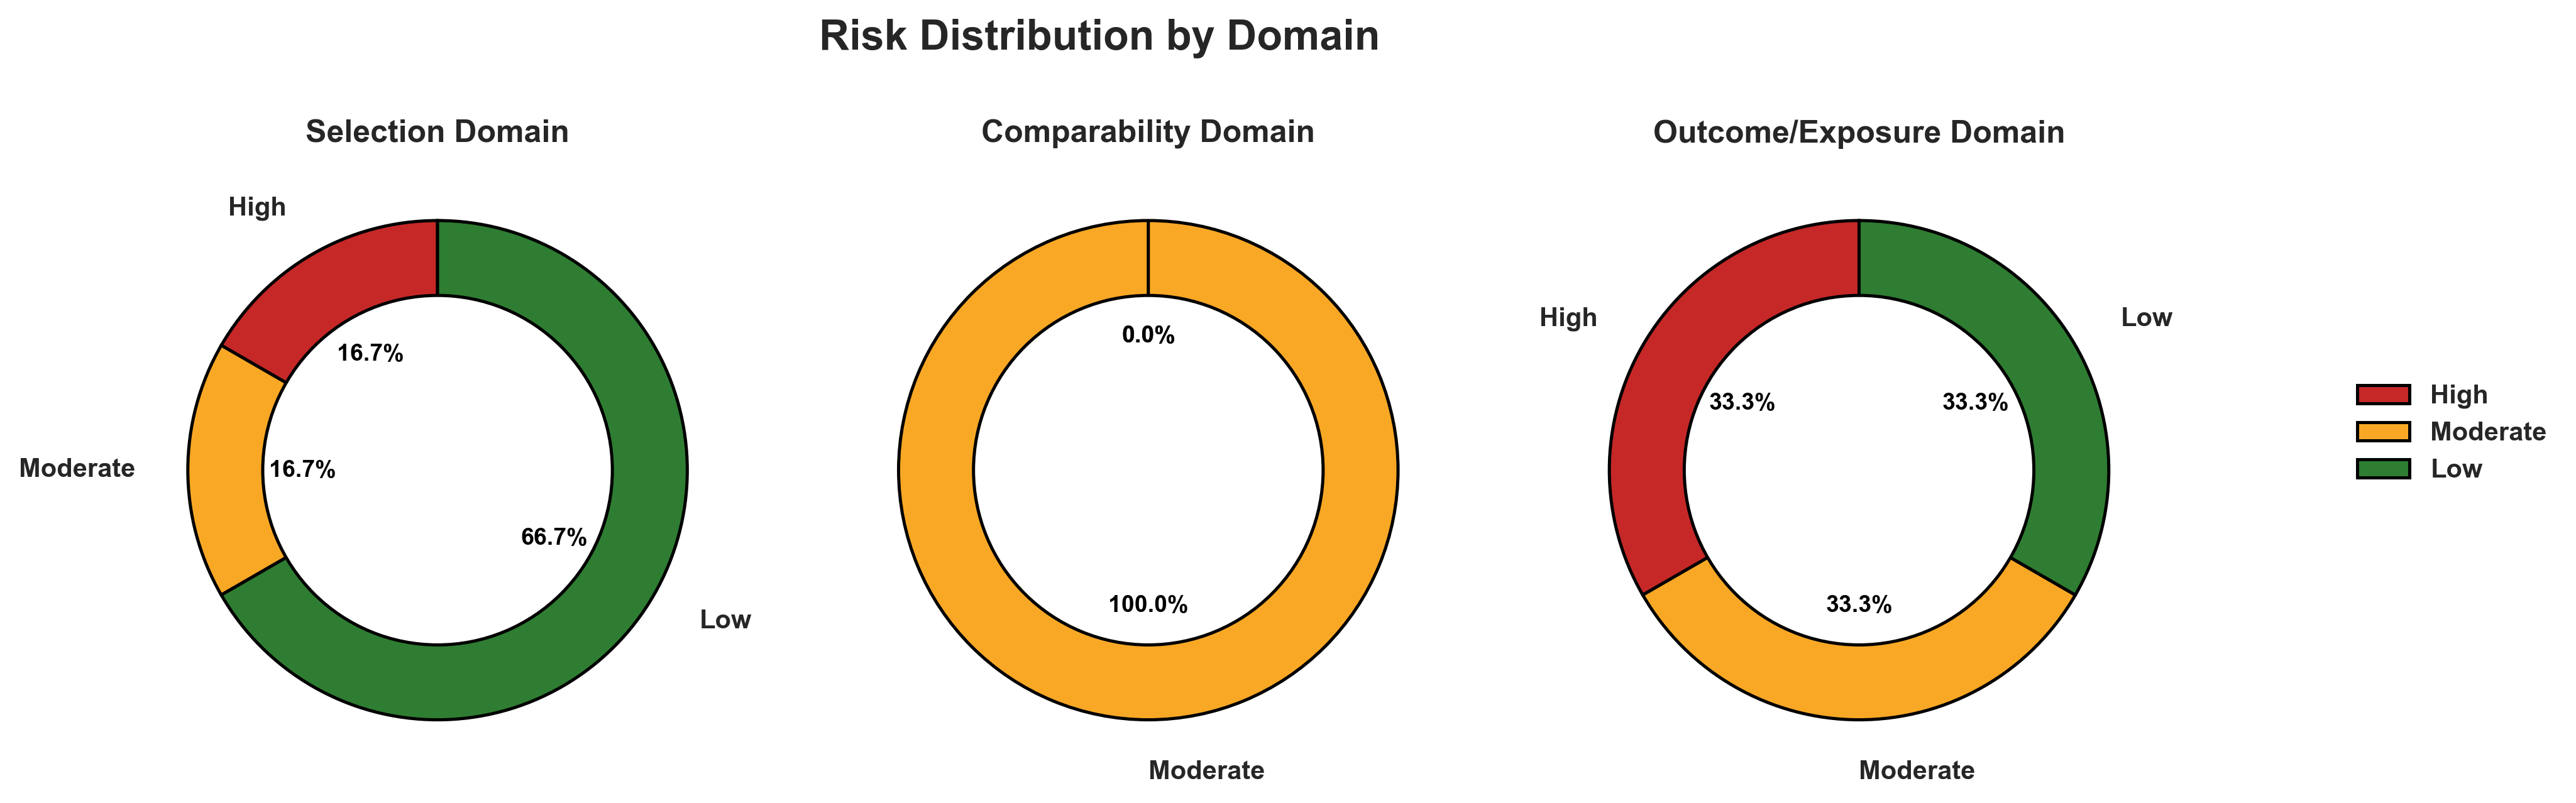 Risk Distribution by Domain
Selection Domain
High
16.7%
Moderate
16.7%
66.7%
Low
Comparability Domain
0.0%
100.0%
Moderate
Outcome/Exposure Domain
High
Low
33.3%
33.3%
33.3%
Moderate
High
Moderate
Low